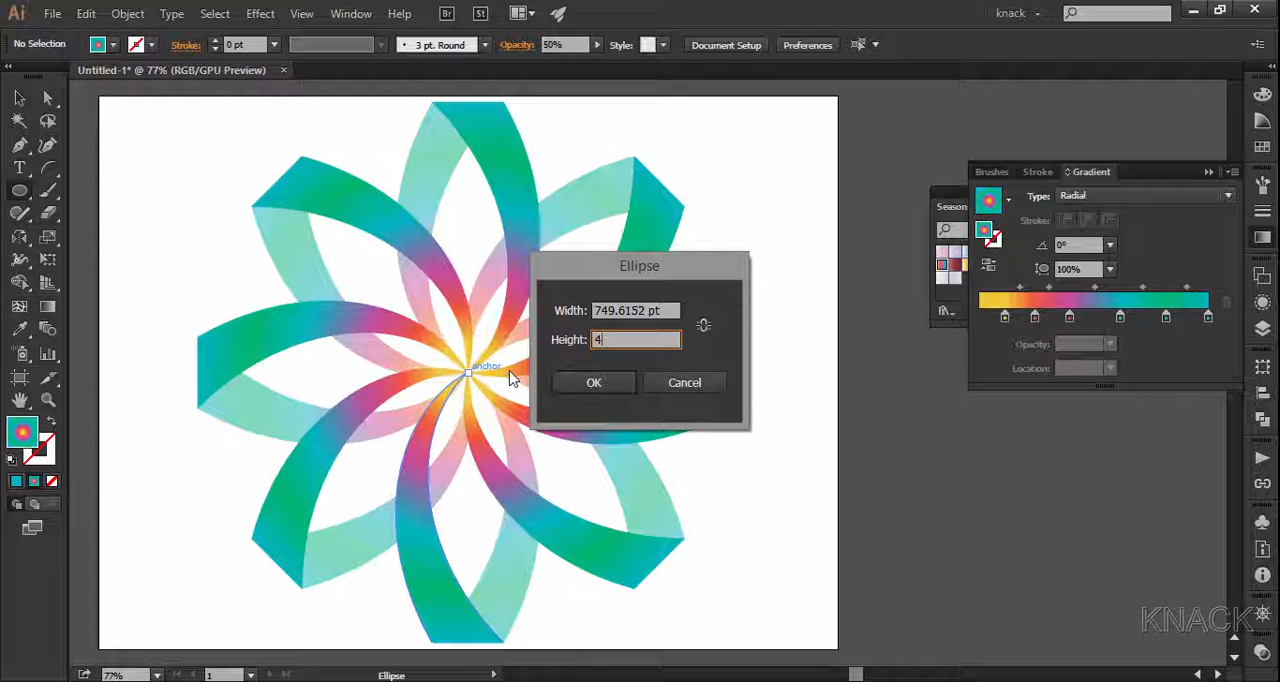 Ai File Edit Object Type Select Effect View Window Help Br St knack
No Selection Stroke: 0 pt 3 pt. Round Opacity: 50% Style: Document Setup Preferences
Untitled-1* @ 77% (RGB/GPU Preview)
Brushes Stroke Gradient
Type: Radial
Season
Stroke:
0°
100%
Ellipse
Width: 749.6152 pt
Height: 4
Opacity:
Location:
anchor
OK Cancel
KNACK
77% 1 Ellipse